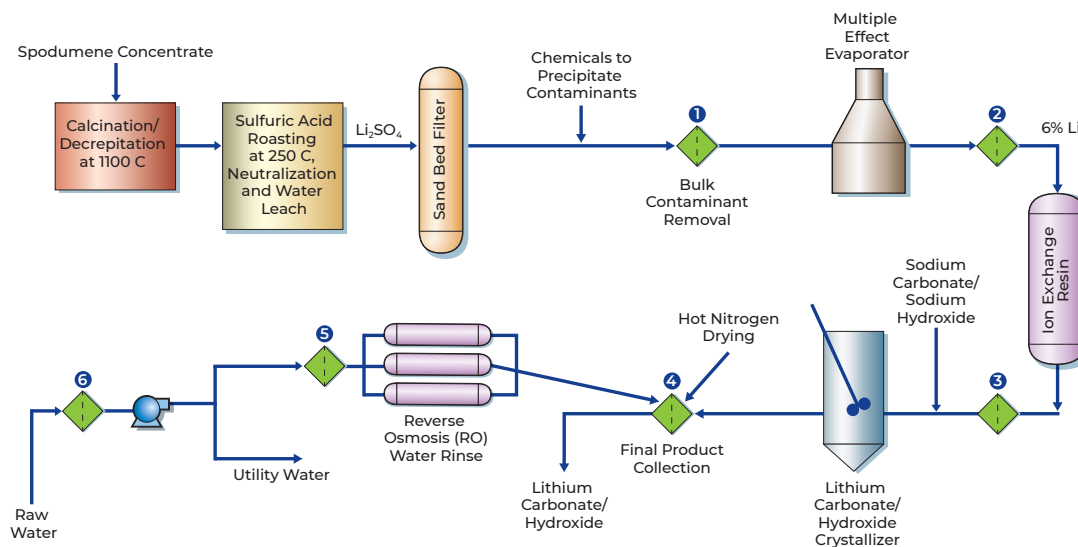 Spodumene Concentrate
Calcination/
Decrepitation
at 1100 C
Sulfuric Acid
Roasting
at 250 C,
Neutralization
and Water
Leach
Li₂SO₄
Sand Bed Filter
Chemicals to
Precipitate
Contaminants
1
Bulk
Contaminant
Removal
Multiple
Effect
Evaporator
2
6% Li
Ion Exchange
Resin
Sodium
Carbonate/
Sodium
Hydroxide
3
Lithium
Carbonate/
Hydroxide
Crystallizer
Hot Nitrogen
Drying
4
Final Product
Collection
Lithium
Carbonate/
Hydroxide
5
Reverse
Osmosis (RO)
Water Rinse
6
Utility Water
Raw
Water